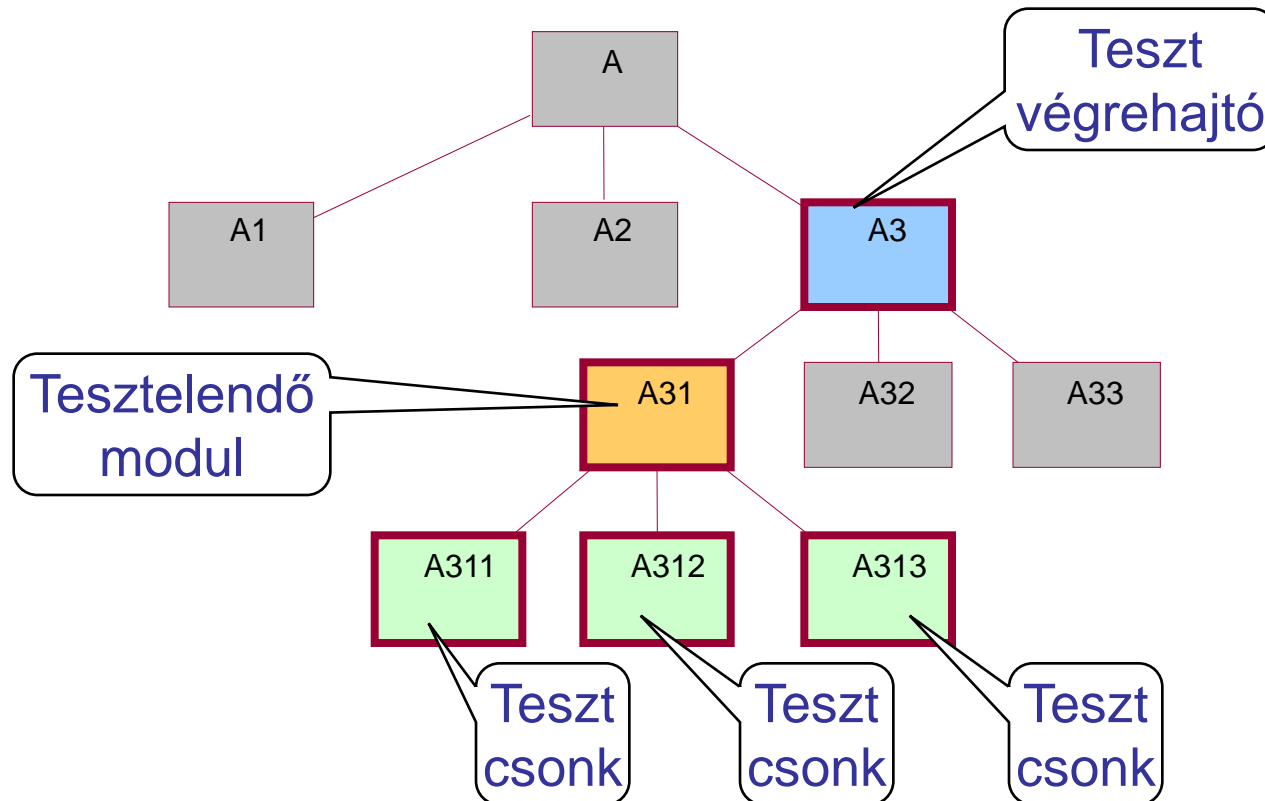 A
Teszt
végrehajtó
A1
A2
A3
Tesztelendő
modul
A31
A32
A33
A311
A312
A313
Teszt
csonk
Teszt
csonk
Teszt
csonk